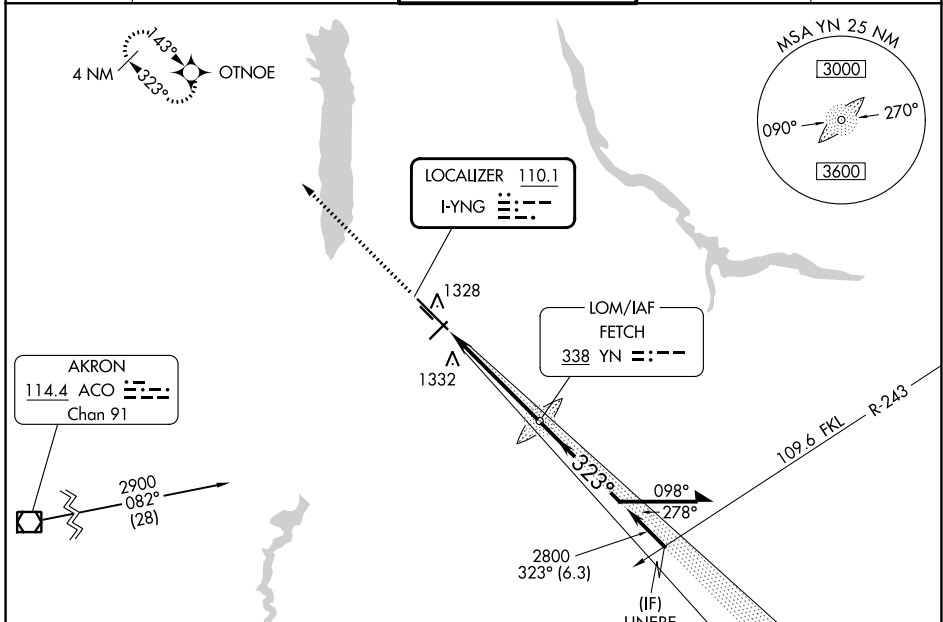 143°
4 NM
323°
OTNOE
MSA YN 25 NM
3000
090°
270°
3600
LOCALIZER 110.1
I-YNG
1328
1332
LOM/IAF
FETCH
338 YN
AKRON
114.4 ACO
Chan 91
2900
082°
(28)
109.6 FKL R-243
323°
098°
278°
2800
323° (6.3)
(IF)